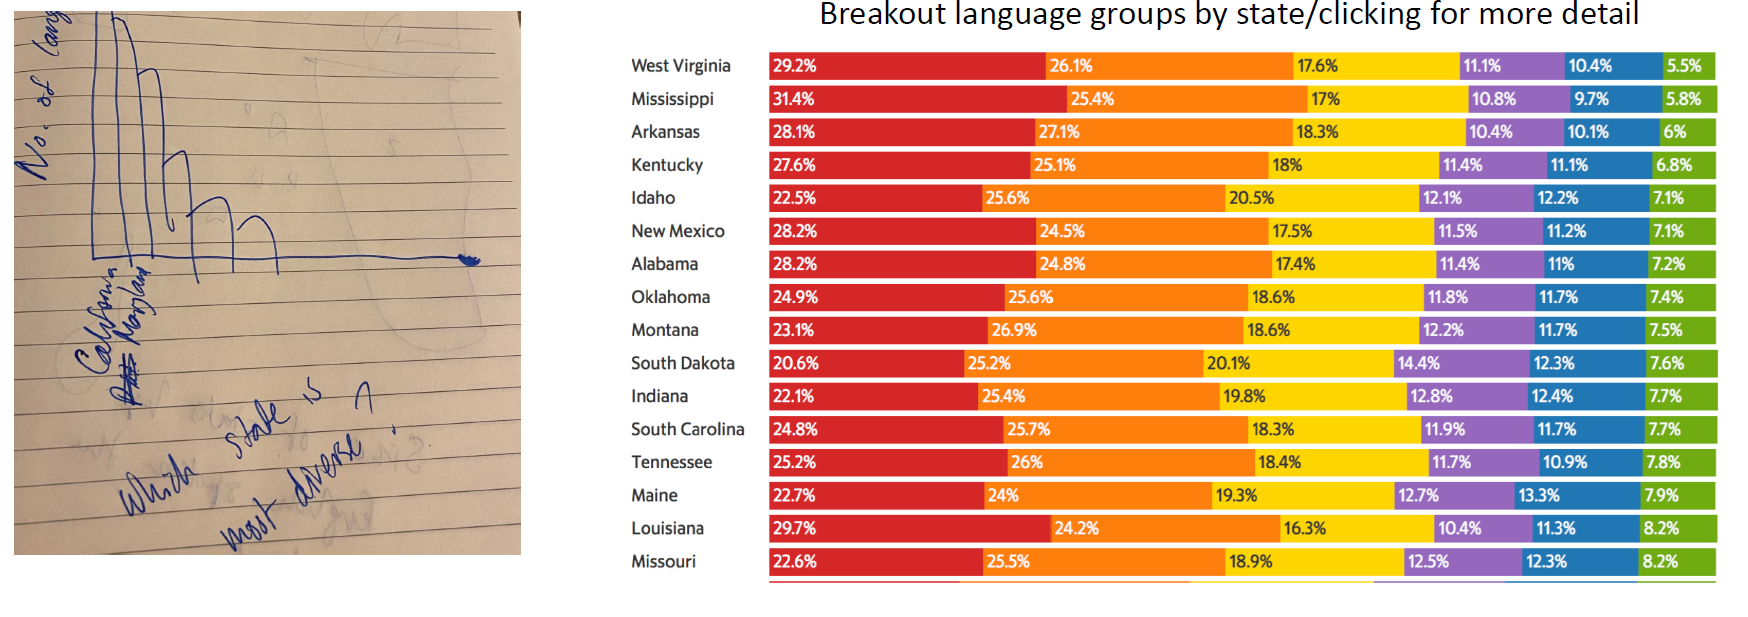 No. of lang
California
Maryland
which state is
most diverse ?
Breakout language groups by state/clicking for more detail
West Virginia 29.2% 26.1% 17.6% 11.1% 10.4% 5.5%
Mississippi 31.4% 25.4% 17% 10.8% 9.7% 5.8%
Arkansas 28.1% 27.1% 18.3% 10.4% 10.1% 6%
Kentucky 27.6% 25.1% 18% 11.4% 11.1% 6.8%
Idaho 22.5% 25.6% 20.5% 12.1% 12.2% 7.1%
New Mexico 28.2% 24.5% 17.5% 11.5% 11.2% 7.1%
Alabama 28.2% 24.8% 17.4% 11.4% 11% 7.2%
Oklahoma 24.9% 25.6% 18.6% 11.8% 11.7% 7.4%
Montana 23.1% 26.9% 18.6% 12.2% 11.7% 7.5%
South Dakota 20.6% 25.2% 20.1% 14.4% 12.3% 7.6%
Indiana 22.1% 25.4% 19.8% 12.8% 12.4% 7.7%
South Carolina 24.8% 25.7% 18.3% 11.9% 11.7% 7.7%
Tennessee 25.2% 26% 18.4% 11.7% 10.9% 7.8%
Maine 22.7% 24% 19.3% 12.7% 13.3% 7.9%
Louisiana 29.7% 24.2% 16.3% 10.4% 11.3% 8.2%
Missouri 22.6% 25.5% 18.9% 12.5% 12.3% 8.2%